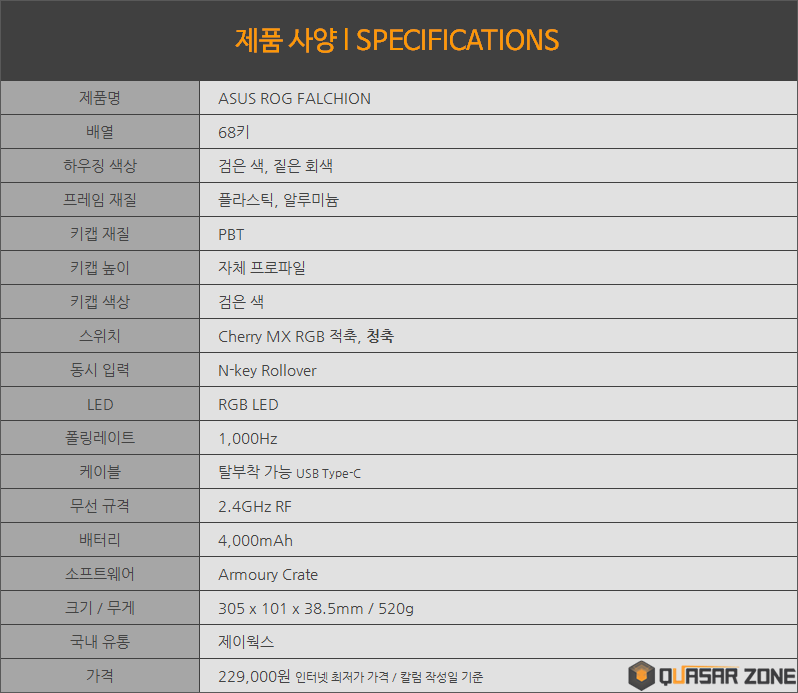 제품 사양 | SPECIFICATIONS
제품명 ASUS ROG FALCHION
배열 68키
하우징 색상 검은 색, 짙은 회색
프레임 재질 플라스틱, 알루미늄
키캡 재질 PBT
키캡 높이 자체 프로파일
키캡 색상 검은 색
스위치 Cherry MX RGB 적축, 청축
동시 입력 N-key Rollover
LED RGB LED
폴링레이트 1,000Hz
케이블 탈부착 가능 USB Type-C
무선 규격 2.4GHz RF
배터리 4,000mAh
소프트웨어 Armoury Crate
크기 / 무게 305 x 101 x 38.5mm / 520g
국내 유통 제이웍스
가격 229,000원 인터넷 최저가 가격 / 칼럼 작성일 기준
QUASAR ZONE